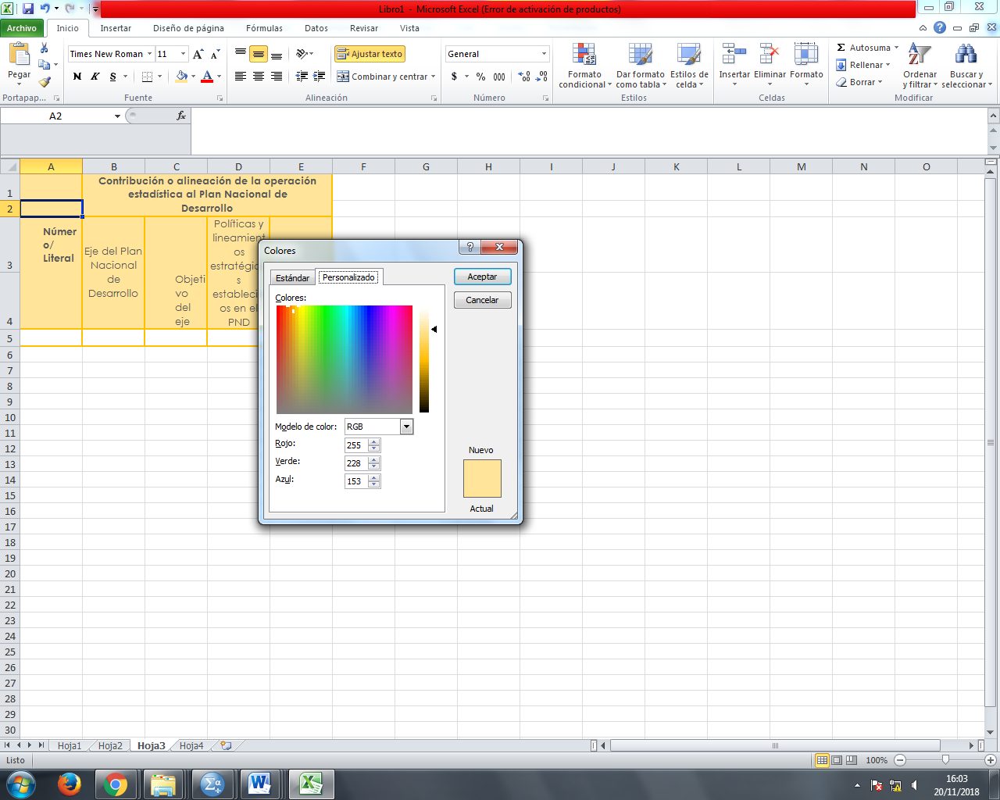 Libro1 - Microsoft Excel (Error de activación de productos)
Archivo Inicio Insertar Diseño de página Fórmulas Datos Revisar Vista
Pegar
Portapap...
Times New Roman 11
N K S
Fuente
Ajustar texto
Combinar y centrar
Alineación
General
$ % 000
Número
Formato condicional
Dar formato como tabla
Estilos de celda
Estilos
Insertar Eliminar Formato
Celdas
Autosuma
Rellenar
Borrar
Ordenar y filtrar
Buscar y seleccionar
Modificar
A2 fx
A B C D E F G H I J K L M N O
1
2
3
4
5
6
7
8
9
10
11
12
13
14
15
16
17
18
19
20
21
22
23
24
25
26
27
28
29
30
Contribución o alineación de la operación
estadística al Plan Nacional de
Desarrollo
Númer
o/
Literal
Eje del Plan
Nacional
de
Desarrollo
Objeti
vo
del
eje
Políticas y
lineamient
os
estratégic
s
estableci
os en el
PND
Colores
Estándar Personalizado
Aceptar
Cancelar
Colores:
Modelo de color: RGB
Rojo: 255
Verde: 228
Azul: 153
Nuevo
Actual
Hoja1 Hoja2 Hoja3 Hoja4
Listo 100%
16:03
20/11/2018